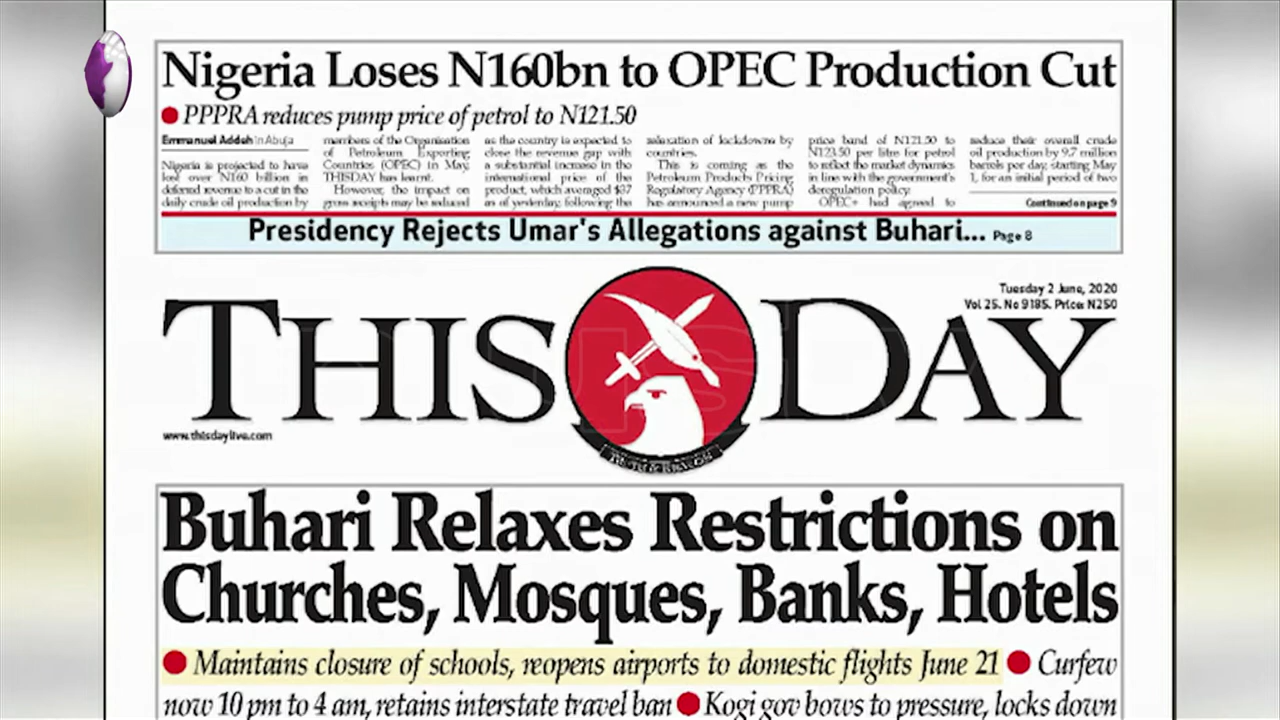 Nigeria Loses N160bn to OPEC Production Cut
PPPRA reduces pump price of petrol to N121.50
Emmanuel Addeh in Abuja
Nigeria is projected to have
lost over N160 billion in
deferred revenue to a cut in the
daily crude oil production by
members of the Organisation
of Petroleum Exporting
Countries (OPEC) in May,
THISDAY has learnt.
However, the impact on
gross receipts may be reduced
as the country is expected to
close the revenue gap with
a substantial increase in the
international price of the
product, which averaged $37
as of yesterday, following the
relaxation of lockdowns by
countries.
This is coming as the
Petroleum Products Pricing
Regulatory Agency (PPPRA)
has announced a new pump
price band of N121.50 to
N123.50 per litre for petrol
to reflect the market dynamics
in line with the government's
deregulation policy.
OPEC+ had agreed to
reduce their overall crude
oil production by 9.7 million
barrels per day, starting May
1, for an initial period of two
Continued on page 9
Presidency Rejects Umar's Allegations against Buhari... Page 8
Tuesday 2 June, 2020
Vol 25. No 9185. Price: N250
THISDAY
www.thisdaylive.com
TRUTH & REASON
Buhari Relaxes Restrictions on
Churches, Mosques, Banks, Hotels
Maintains closure of schools, reopens airports to domestic flights June 21 Curfew
now 10 pm to 4 am, retains interstate travel ban Kogi gov bows to pressure, locks down